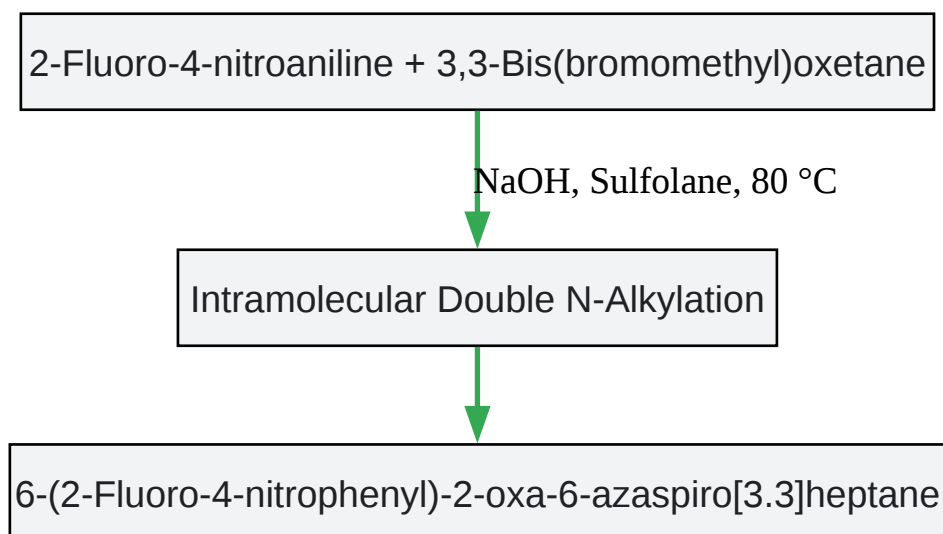 2-Fluoro-4-nitroaniline + 3,3-Bis(bromomethyl)oxetane
NaOH, Sulfolane, 80 °C
Intramolecular Double N-Alkylation
6-(2-Fluoro-4-nitrophenyl)-2-oxa-6-azaspiro[3.3]heptane